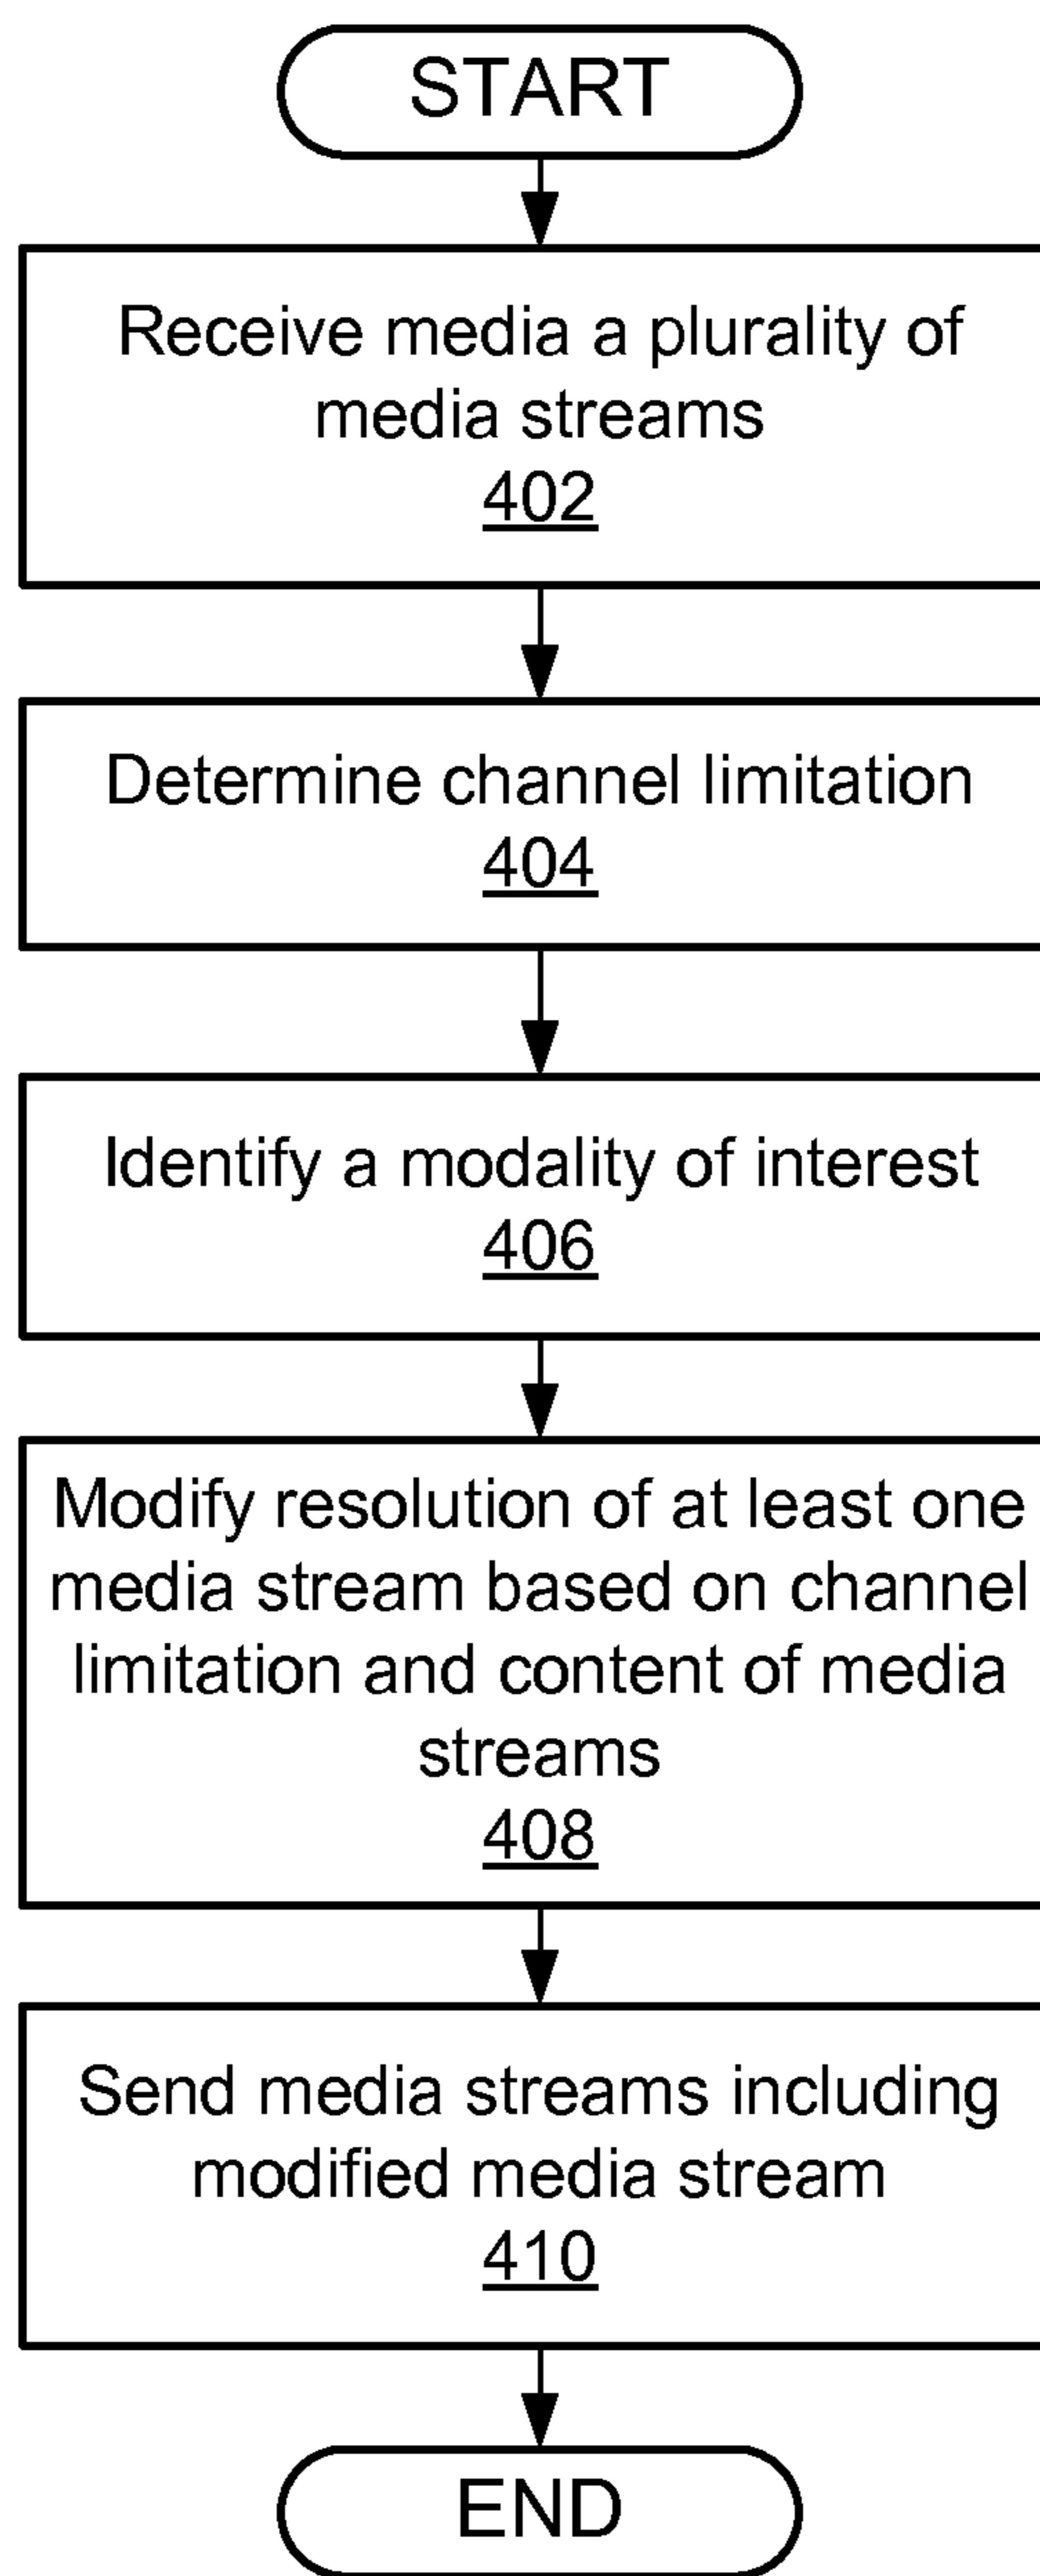 START
Receive media a plurality of
media streams
402
Determine channel limitation
404
Identify a modality of interest
406
Modify resolution of at least one
media stream based on channel
limitation and content of media
streams
408
Send media streams including
modified media stream
410
END